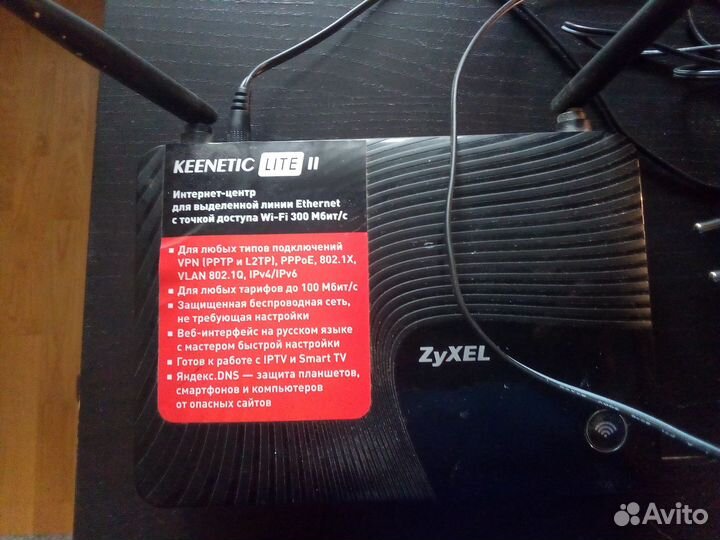 KEENETIC LITE II
Интернет-центр
для выделенной линии Ethernet
с точкой доступа Wi-Fi 300 Мбит/с
▪ Для любых типов подключений
VPN (PPTP и L2TP), PPPoE, 802.1X,
VLAN 802.1Q, IPv4/IPv6
▪ Для любых тарифов до 100 Мбит/с
▪ Защищенная беспроводная сеть,
не требующая настройки
▪ Веб-интерфейс на русском языке
с мастером быстрой настройки
▪ Готов к работе с IPTV и Smart TV
▪ Яндекс.DNS — защита планшетов,
смартфонов и компьютеров
от опасных сайтов
ZyXEL
Avito